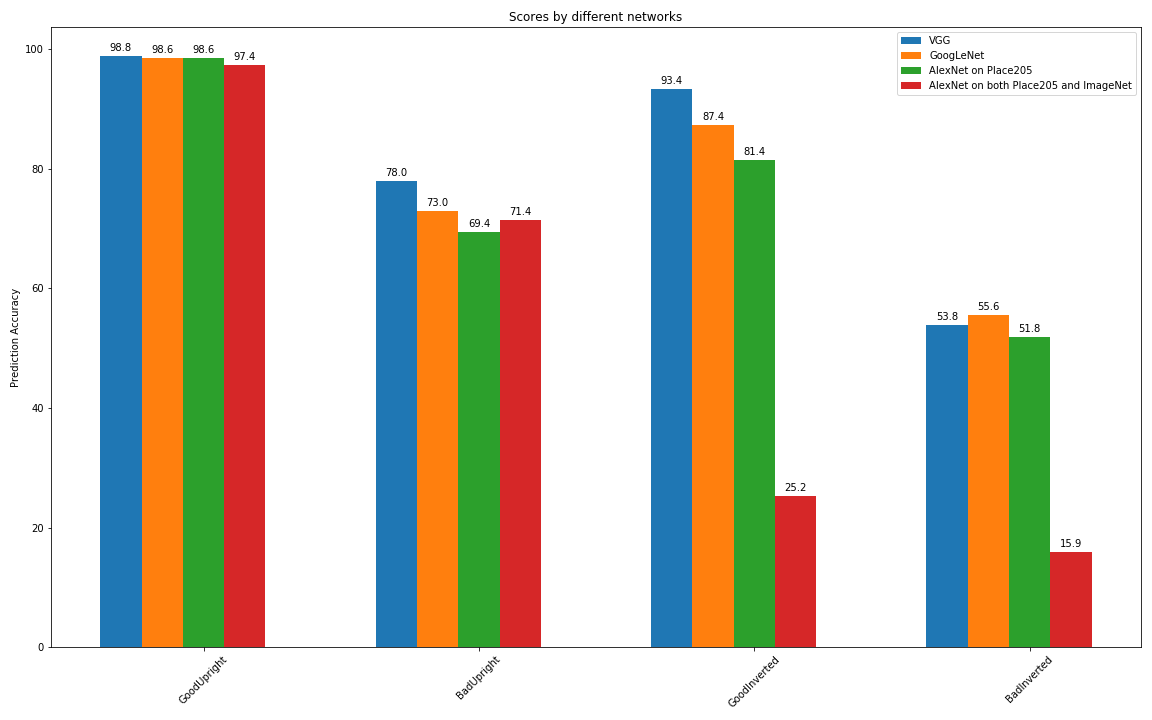 Scores by different networks
VGG
GoogLeNet
AlexNet on Place205
AlexNet on both Place205 and ImageNet
Prediction Accuracy
100
80
60
40
20
0
98.8
98.6
98.6
97.4
78.0
73.0
69.4
71.4
93.4
87.4
81.4
25.2
53.8
55.6
51.8
15.9
GoodUpright
BadUpright
GoodInverted
BadInverted